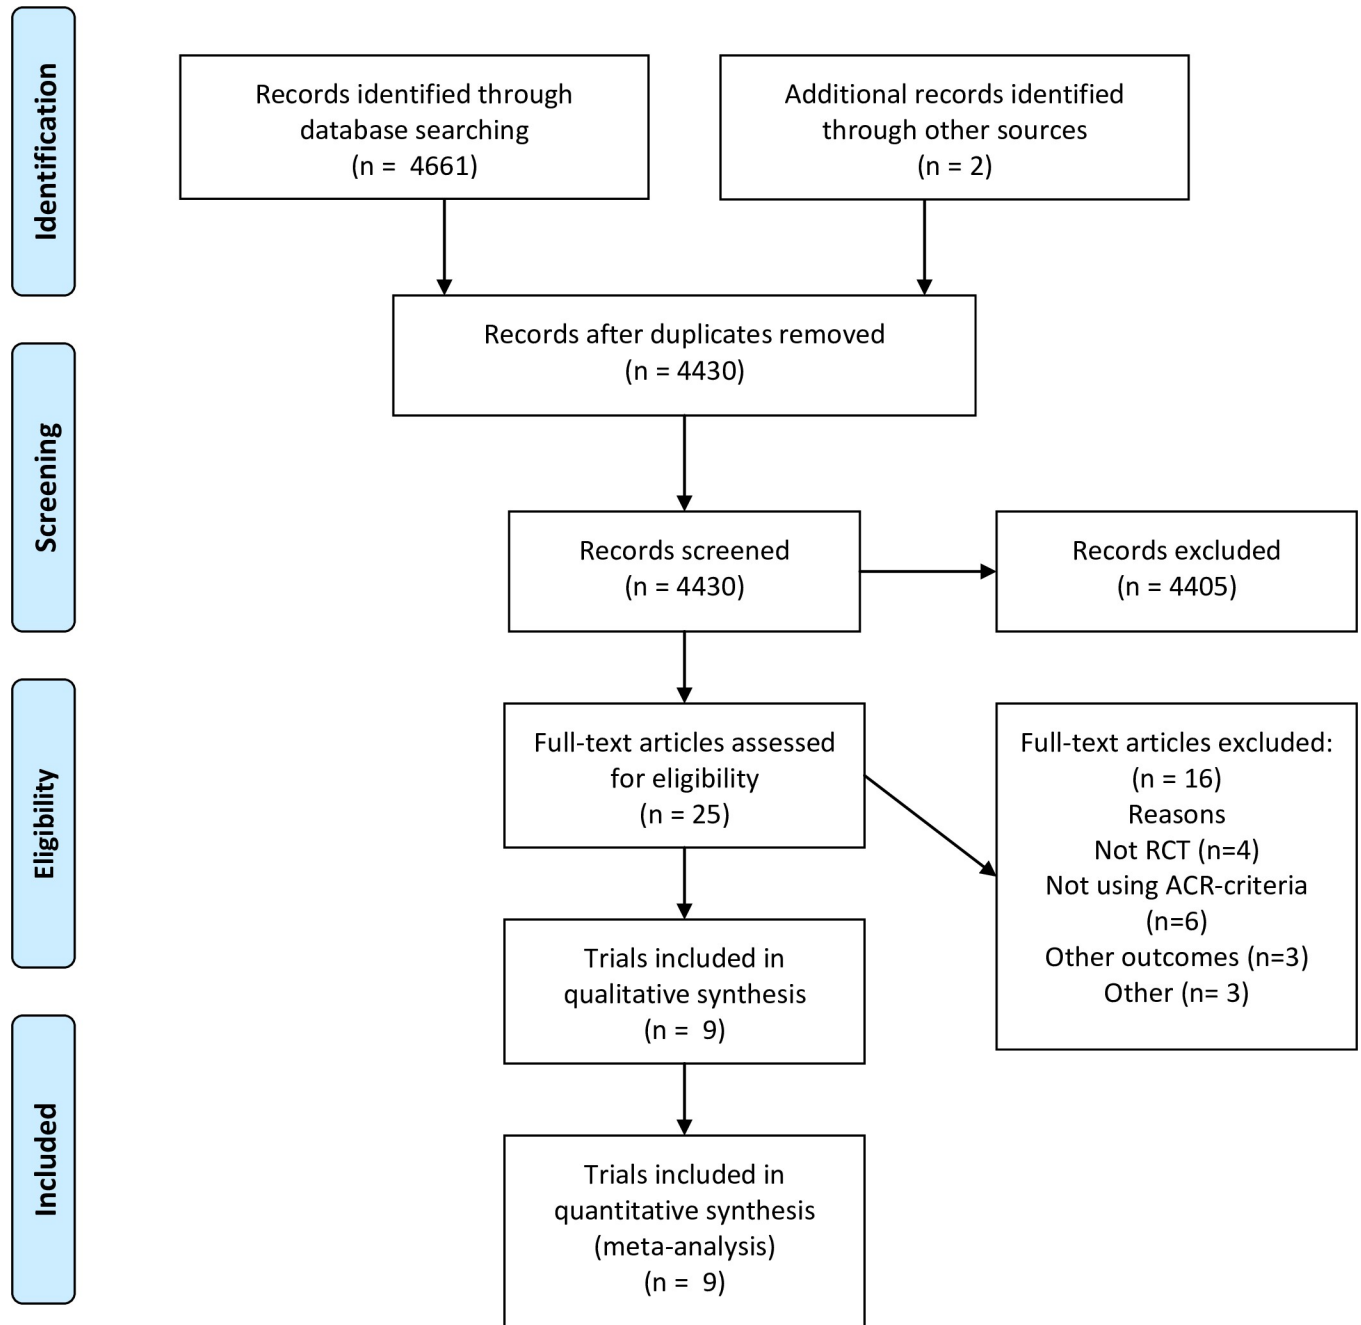 Identification
Records identified through
database searching
(n =  4661)
Additional records identified
through other sources
(n = 2)
Records after duplicates removed
(n = 4430)
Screening
Records screened
(n = 4430)
Records excluded
(n = 4405)
Eligibility
Full-text articles assessed
for eligibility
(n = 25)
Full-text articles excluded:
(n = 16)
Reasons
Not RCT (n=4)
Not using ACR-criteria
(n=6)
Other outcomes (n=3)
Other (n= 3)
Trials included in
qualitative synthesis
(n =  9)
Included
Trials included in
quantitative synthesis
(meta-analysis)
(n =  9)